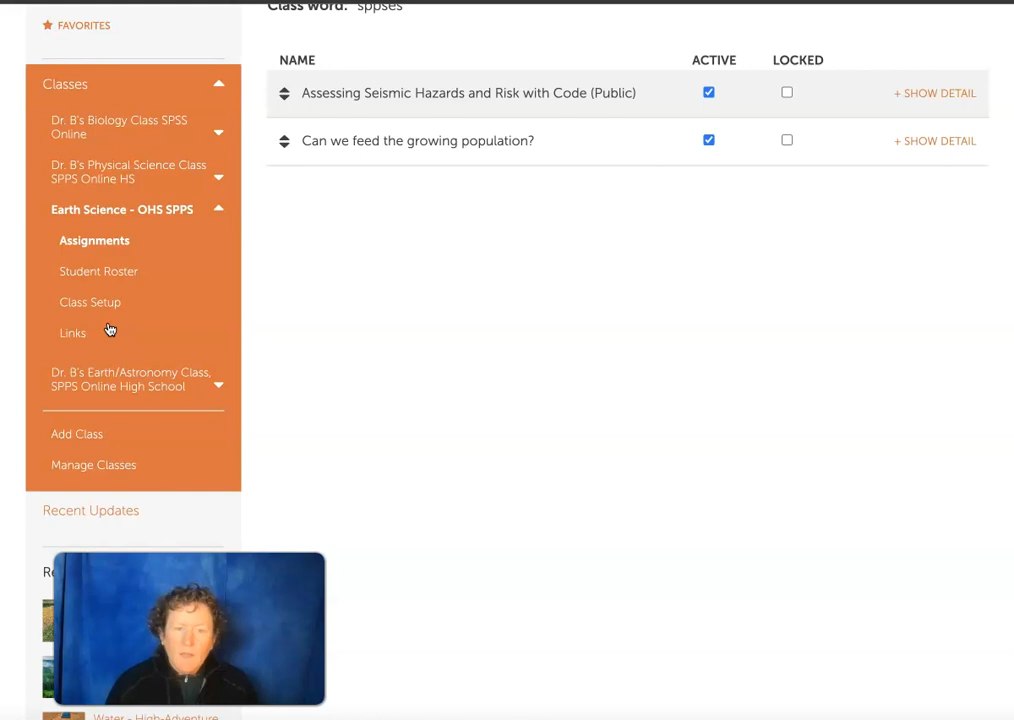 Class word: sppses
★ FAVORITES
Classes
Dr. B's Biology Class SPSS
Online
Dr. B's Physical Science Class
SPPS Online HS
Earth Science - OHS SPPS
Assignments
Student Roster
Class Setup
Links
Dr. B's Earth/Astronomy Class,
SPPS Online High School
Add Class
Manage Classes
Recent Updates
Water - High-Adventure
NAME ACTIVE LOCKED
Assessing Seismic Hazards and Risk with Code (Public) + SHOW DETAIL
Can we feed the growing population? + SHOW DETAIL